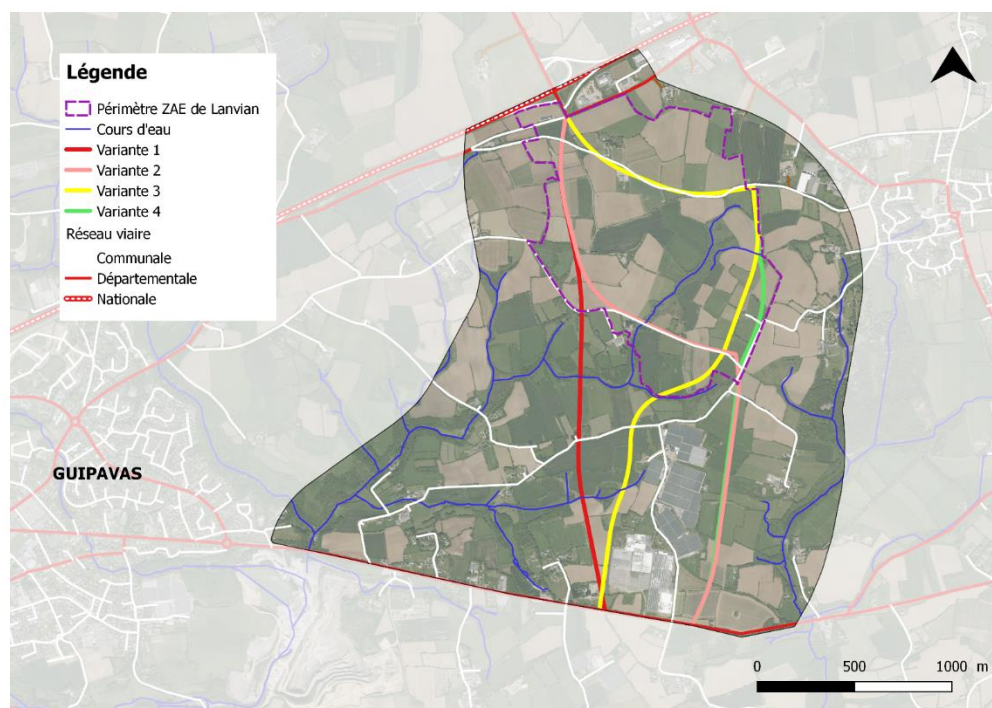 Légende
Périmètre ZAE de Lanvian
Cours d'eau
Variante 1
Variante 2
Variante 3
Variante 4
Réseau viaire
Communale
Départementale
Nationale
GUIPAVAS
0 500 1000 m